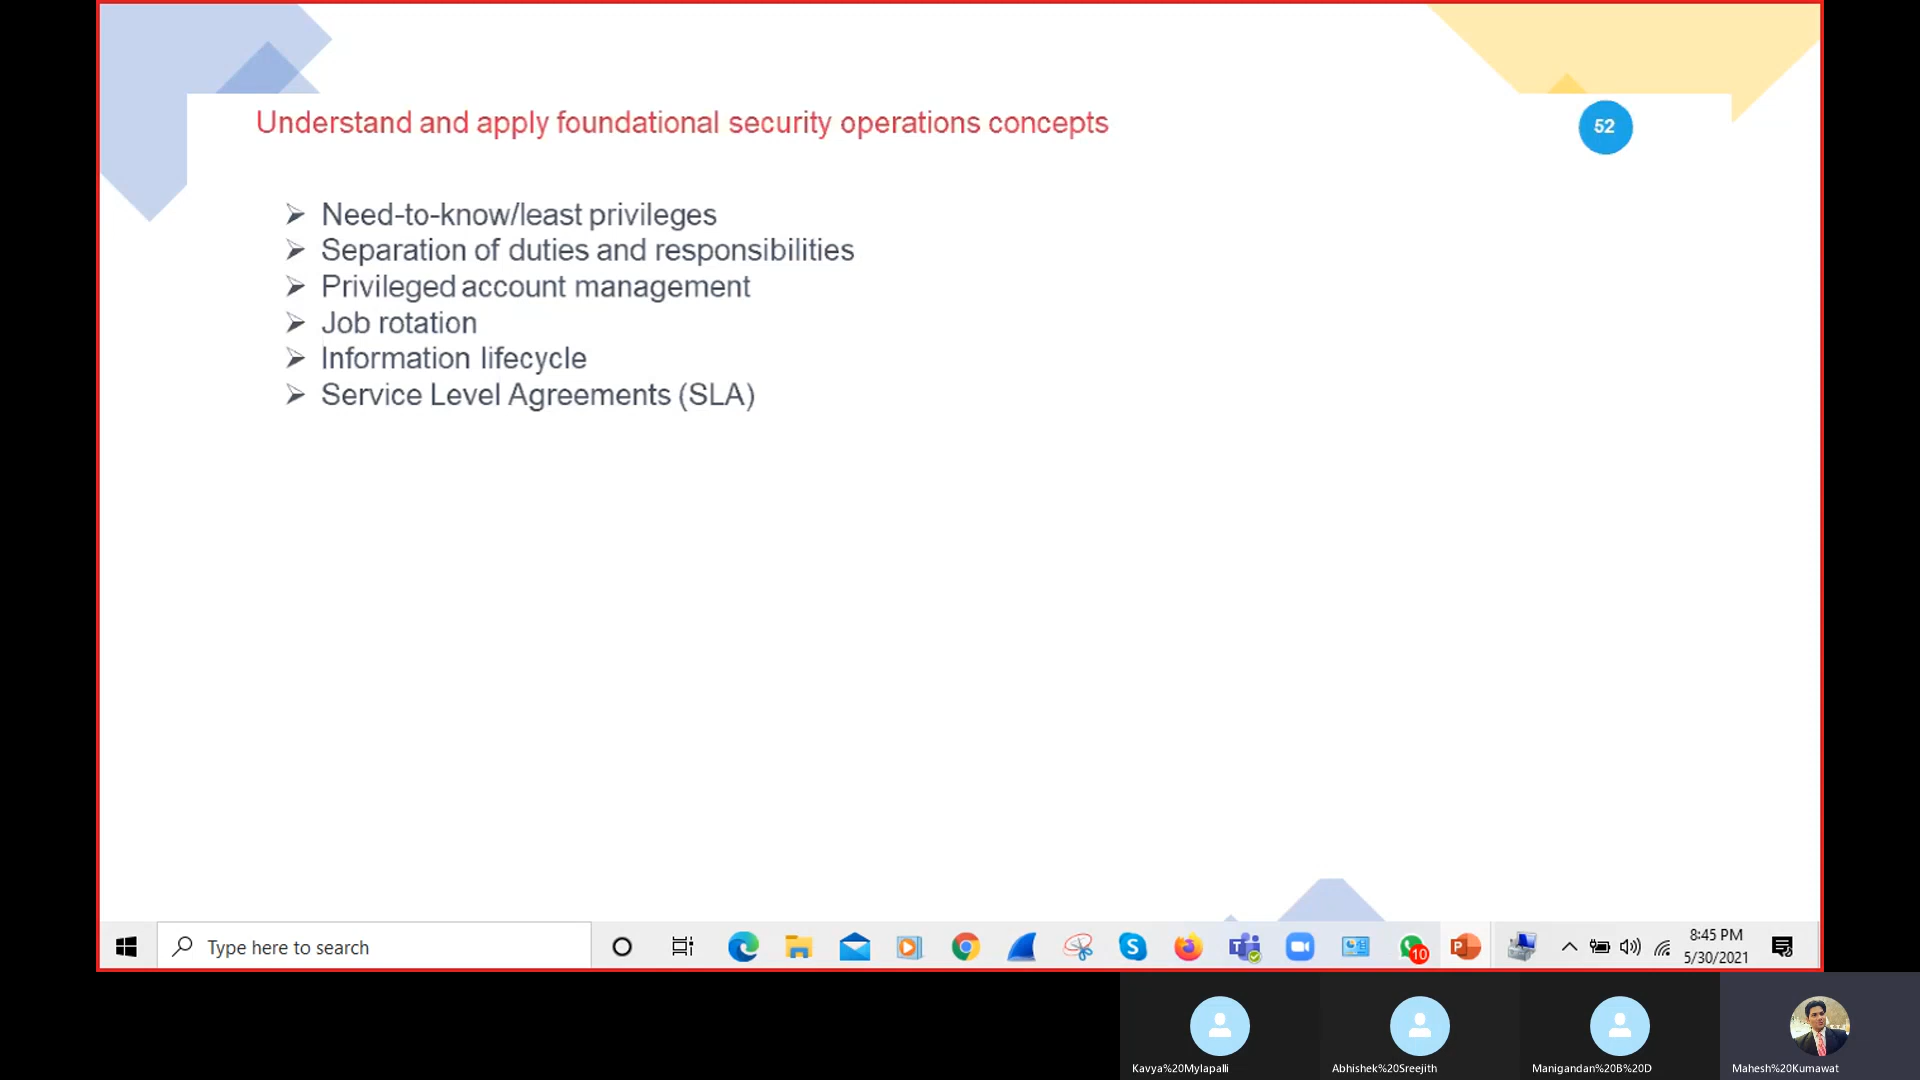 Understand and apply foundational security operations concepts
52
Need-to-know/least privileges
Separation of duties and responsibilities
Privileged account management
Job rotation
Information lifecycle
Service Level Agreements (SLA)
Type here to search
10
8:45 PM
5/30/2021
Kavya%20Mylapalli
Abhishek%20Sreejith
Manigandan%20B%20D
Mahesh%20Kumawat